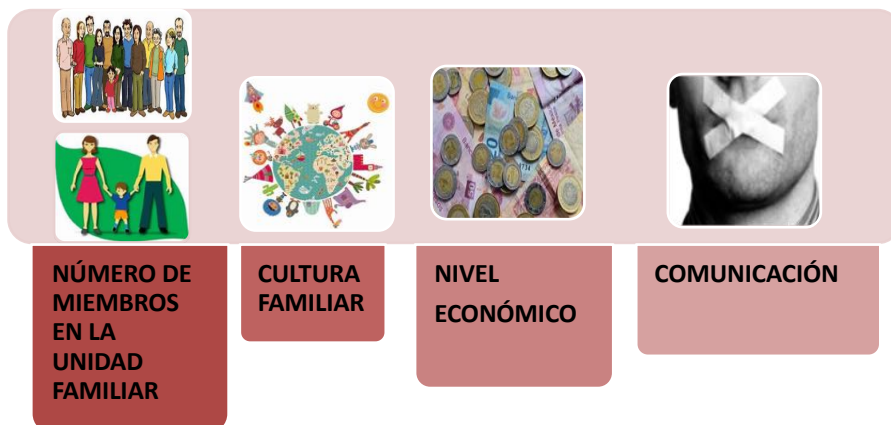 NÚMERO DE
MIEMBROS
EN LA
UNIDAD
FAMILIAR
CULTURA
FAMILIAR
NIVEL
ECONÓMICO
COMUNICACIÓN